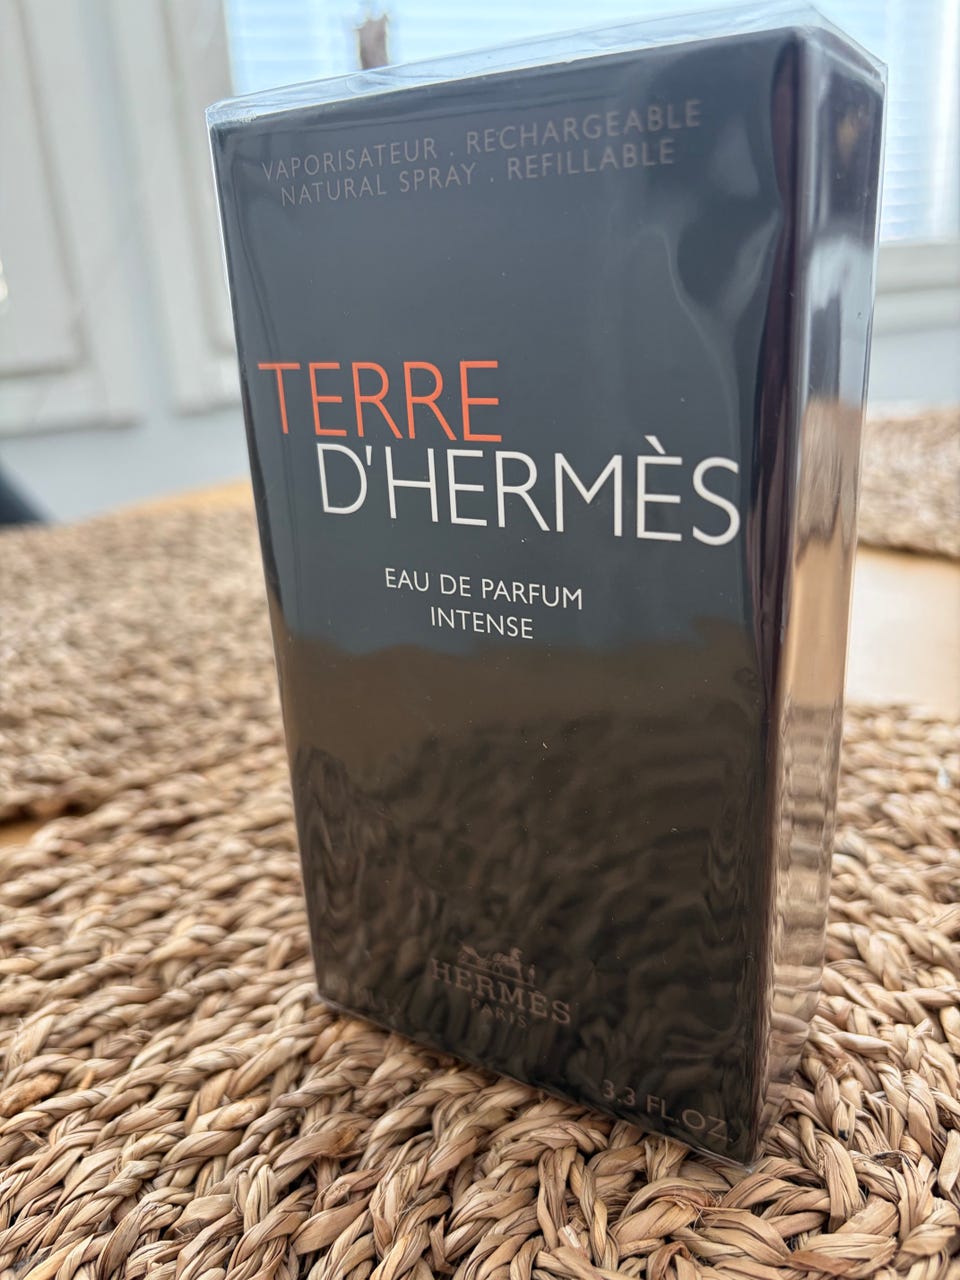 VAPORISATEUR . RECHARGEABLE
NATURAL SPRAY . REFILLABLE
TERRE
D'HERMÈS
EAU DE PARFUM
INTENSE
HERMÈS
PARIS
3.3 FL.OZ.